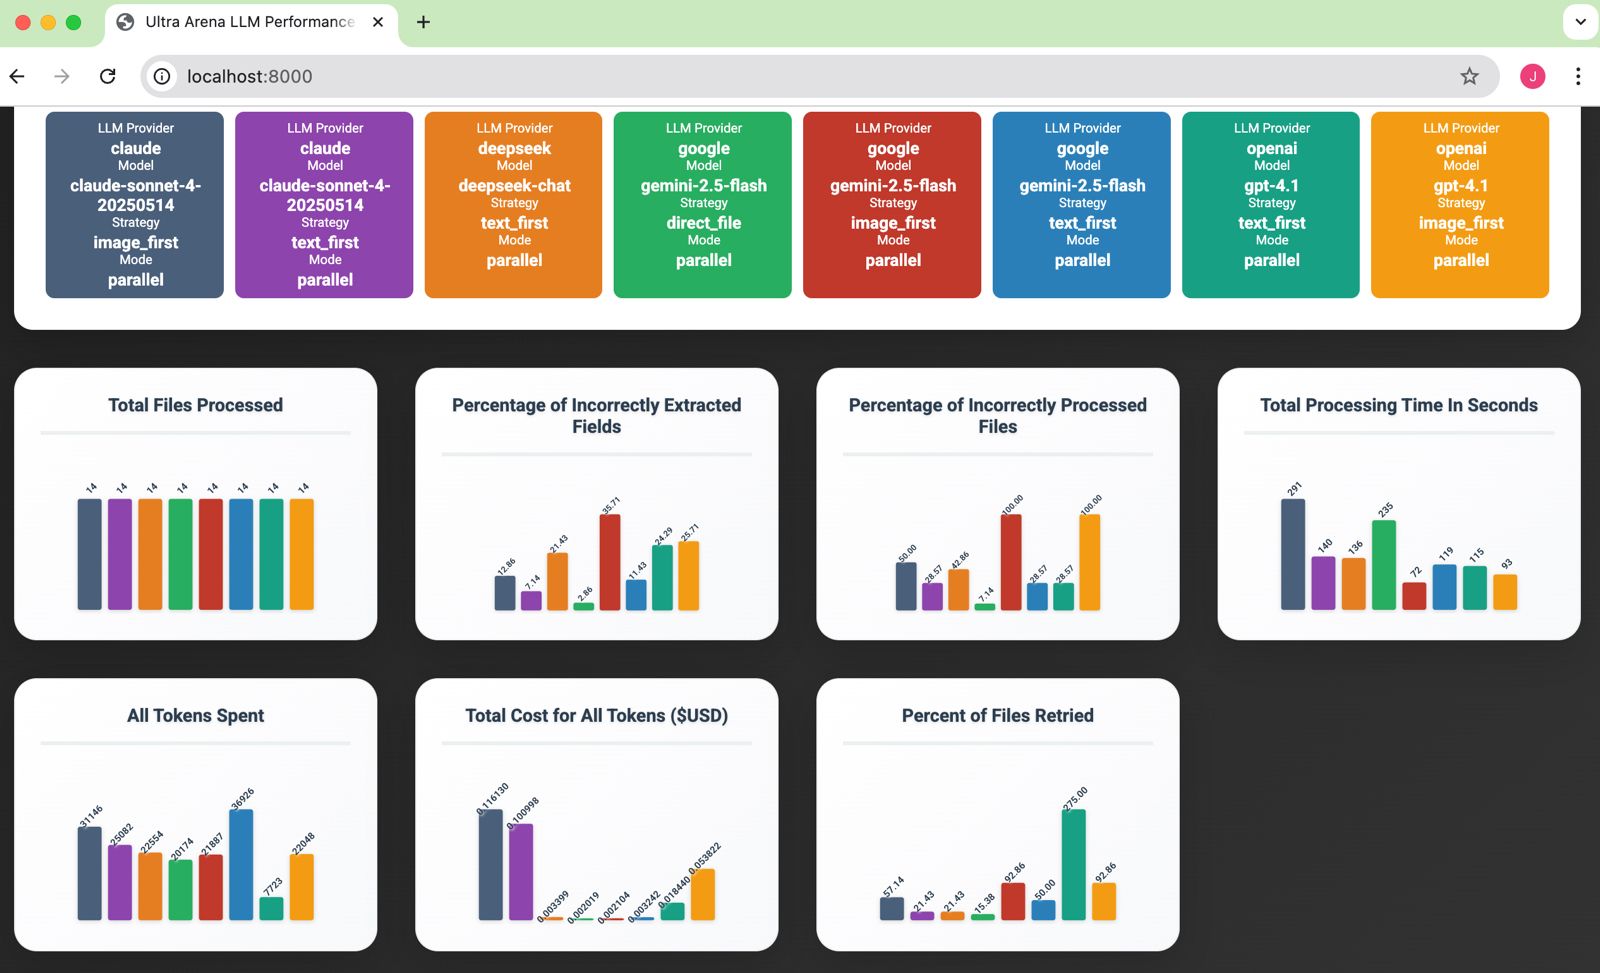 Ultra Arena LLM Performance
localhost:8000
J
LLM Provider
claude
Model
claude-sonnet-4-
20250514
Strategy
image_first
Mode
parallel
LLM Provider
claude
Model
claude-sonnet-4-
20250514
Strategy
text_first
Mode
parallel
LLM Provider
deepseek
Model
deepseek-chat
Strategy
text_first
Mode
parallel
LLM Provider
google
Model
gemini-2.5-flash
Strategy
direct_file
Mode
parallel
LLM Provider
google
Model
gemini-2.5-flash
Strategy
image_first
Mode
parallel
LLM Provider
google
Model
gemini-2.5-flash
Strategy
text_first
Mode
parallel
LLM Provider
openai
Model
gpt-4.1
Strategy
text_first
Mode
parallel
LLM Provider
openai
Model
gpt-4.1
Strategy
image_first
Mode
parallel
Total Files Processed
14 14 14 14 14 14 14 14
Percentage of Incorrectly Extracted
Fields
12.86 7.14 21.43 2.86 35.71 11.43 24.29 25.71
Percentage of Incorrectly Processed
Files
50.00 28.57 42.86 7.14 100.00 28.57 28.57 100.00
Total Processing Time In Seconds
291 140 136 235 72 119 115 93
All Tokens Spent
31146 25082 22554 20174 21887 36926 7723 22048
Total Cost for All Tokens ($USD)
0.116130 0.100998 0.003399 0.002019 0.002104 0.003242 0.018440 0.053822
Percent of Files Retried
57.14 21.43 21.43 15.38 92.86 50.00 275.00 92.86